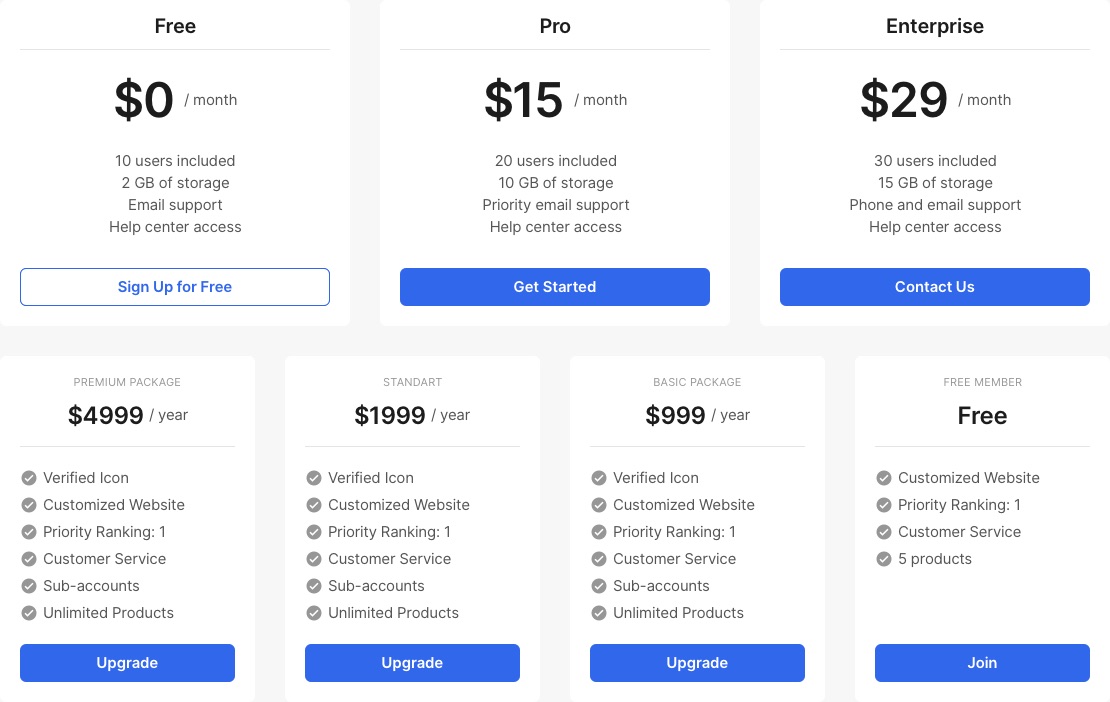 Free
$0 / month
10 users included
2 GB of storage
Email support
Help center access
Sign Up for Free
Pro
$15 / month
20 users included
10 GB of storage
Priority email support
Help center access
Get Started
Enterprise
$29 / month
30 users included
15 GB of storage
Phone and email support
Help center access
Contact Us
PREMIUM PACKAGE
$4999 / year
Verified Icon
Customized Website
Priority Ranking: 1
Customer Service
Sub-accounts
Unlimited Products
Upgrade
STANDART
$1999 / year
Verified Icon
Customized Website
Priority Ranking: 1
Customer Service
Sub-accounts
Unlimited Products
Upgrade
BASIC PACKAGE
$999 / year
Verified Icon
Customized Website
Priority Ranking: 1
Customer Service
Sub-accounts
Unlimited Products
Upgrade
FREE MEMBER
Free
Customized Website
Priority Ranking: 1
Customer Service
5 products
Join